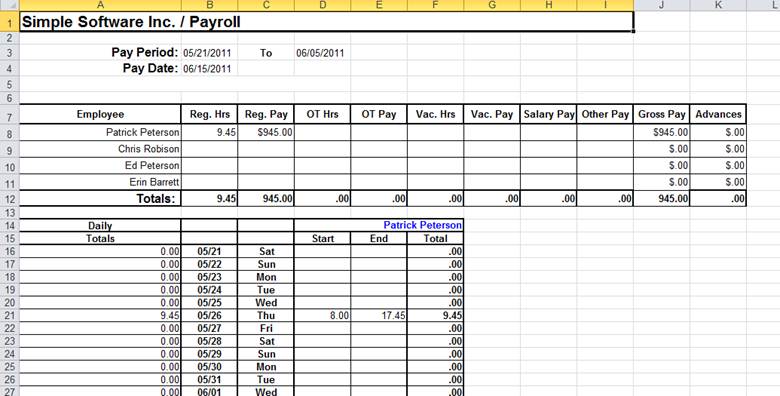 A B C D E F G H I J K L
1 Simple Software Inc. / Payroll
2
3 Pay Period: 05/21/2011 To 06/05/2011
4 Pay Date: 06/15/2011
5
6
7 Employee Reg. Hrs Reg. Pay OT Hrs OT Pay Vac. Hrs Vac. Pay Salary Pay Other Pay Gross Pay Advances
8 Patrick Peterson 9.45 $945.00 $945.00 $.00
9 Chris Robison $.00 $.00
10 Ed Peterson $.00 $.00
11 Erin Barrett $.00 $.00
12 Totals: 9.45 945.00 .00 .00 .00 .00 .00 .00 945.00 .00
13
14 Daily Patrick Peterson
15 Totals Start End Total
16 0.00 05/21 Sat .00
17 0.00 05/22 Sun .00
18 0.00 05/23 Mon .00
19 0.00 05/24 Tue .00
20 0.00 05/25 Wed .00
21 9.45 05/26 Thu 8.00 17.45 9.45
22 0.00 05/27 Fri .00
23 0.00 05/28 Sat .00
24 0.00 05/29 Sun .00
25 0.00 05/30 Mon .00
26 0.00 05/31 Tue .00
27 0.00 06/01 Wed .00